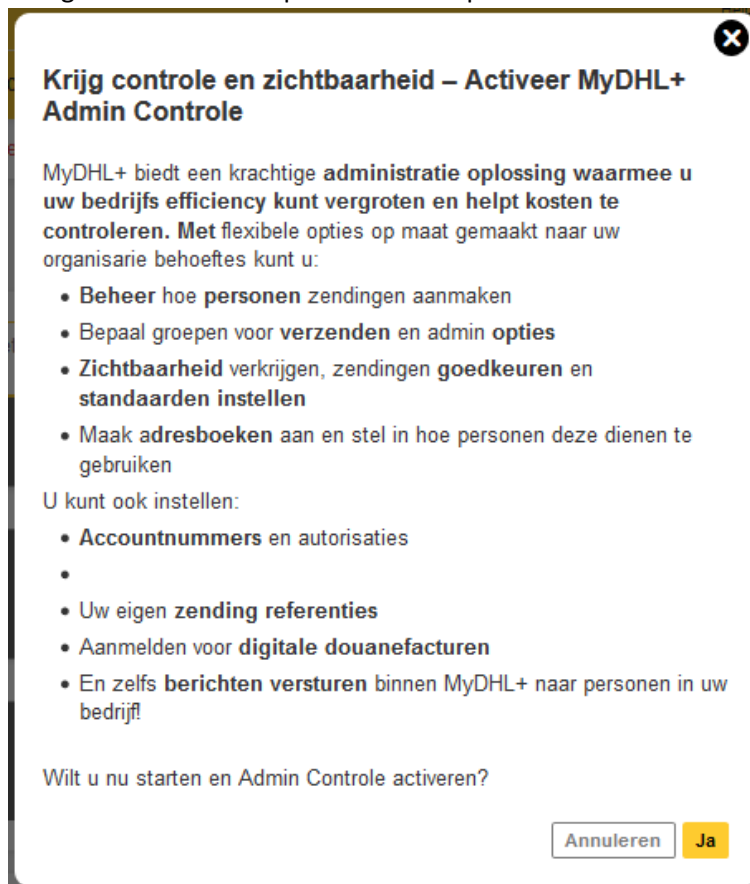 Krijg controle en zichtbaarheid – Activeer MyDHL+
Admin Controle
MyDHL+ biedt een krachtige administratie oplossing waarmee u
uw bedrijfs efficiency kunt vergroten en helpt kosten te
controleren. Met flexibele opties op maat gemaakt naar uw
organisarie behoeftes kunt u:
• Beheer hoe personen zendingen aanmaken
• Bepaal groepen voor verzenden en admin opties
• Zichtbaarheid verkrijgen, zendingen goedkeuren en
standaarden instellen
• Maak adresboeken aan en stel in hoe personen deze dienen te
gebruiken
U kunt ook instellen:
• Accountnummers en autorisaties
•
• Uw eigen zending referenties
• Aanmelden voor digitale douanefacturen
• En zelfs berichten versturen binnen MyDHL+ naar personen in uw
bedrijf!
Wilt u nu starten en Admin Controle activeren?
Annuleren Ja